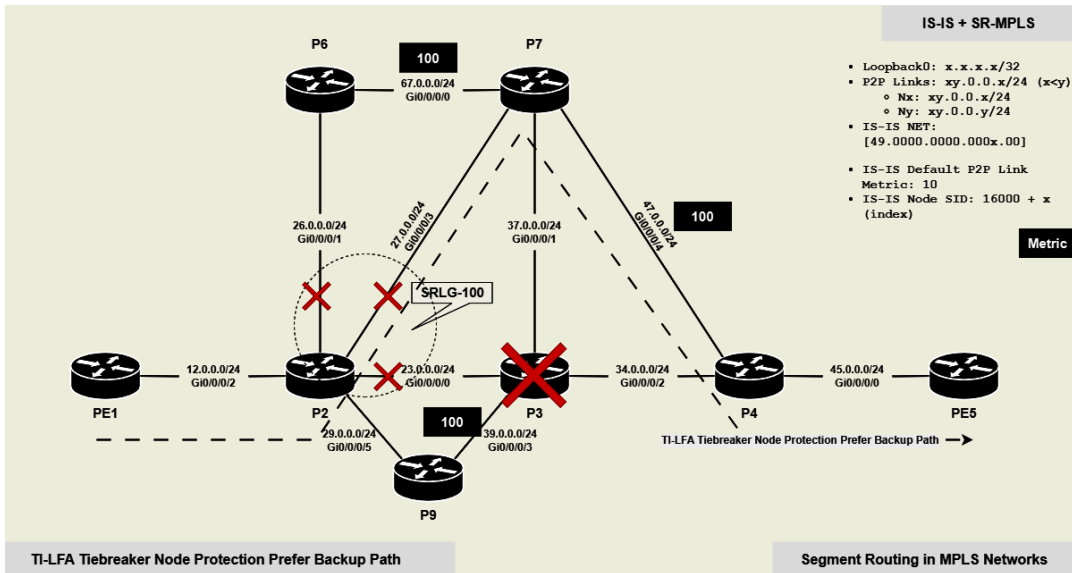 IS-IS + SR-MPLS
P6
100
P7
67.0.0.0/24
Gi0/0/0/0
• Loopback0: x.x.x.x/32
• P2P Links: xy.0.0.x/24 (x<y)
○ Nx: xy.0.0.x/24
○ Ny: xy.0.0.y/24
• IS-IS NET:
[49.0000.0000.000x.00]
• IS-IS Default P2P Link
Metric: 10
• IS-IS Node SID: 16000 + x
(index)
Metric
26.0.0.0/24
Gi0/0/0/1
27.0.0.0/24
Gi0/0/0/3
37.0.0.0/24
Gi0/0/0/1
47.0.0.0/24
Gi0/0/0/4
100
SRLG-100
12.0.0.0/24
Gi0/0/0/2
23.0.0.0/24
Gi0/0/0/0
34.0.0.0/24
Gi0/0/0/2
45.0.0.0/24
Gi0/0/0/0
PE1
P2
P3
P4
PE5
100
29.0.0.0/24
Gi0/0/0/5
39.0.0.0/24
Gi0/0/0/3
TI-LFA Tiebreaker Node Protection Prefer Backup Path
P9
TI-LFA Tiebreaker Node Protection Prefer Backup Path
Segment Routing in MPLS Networks